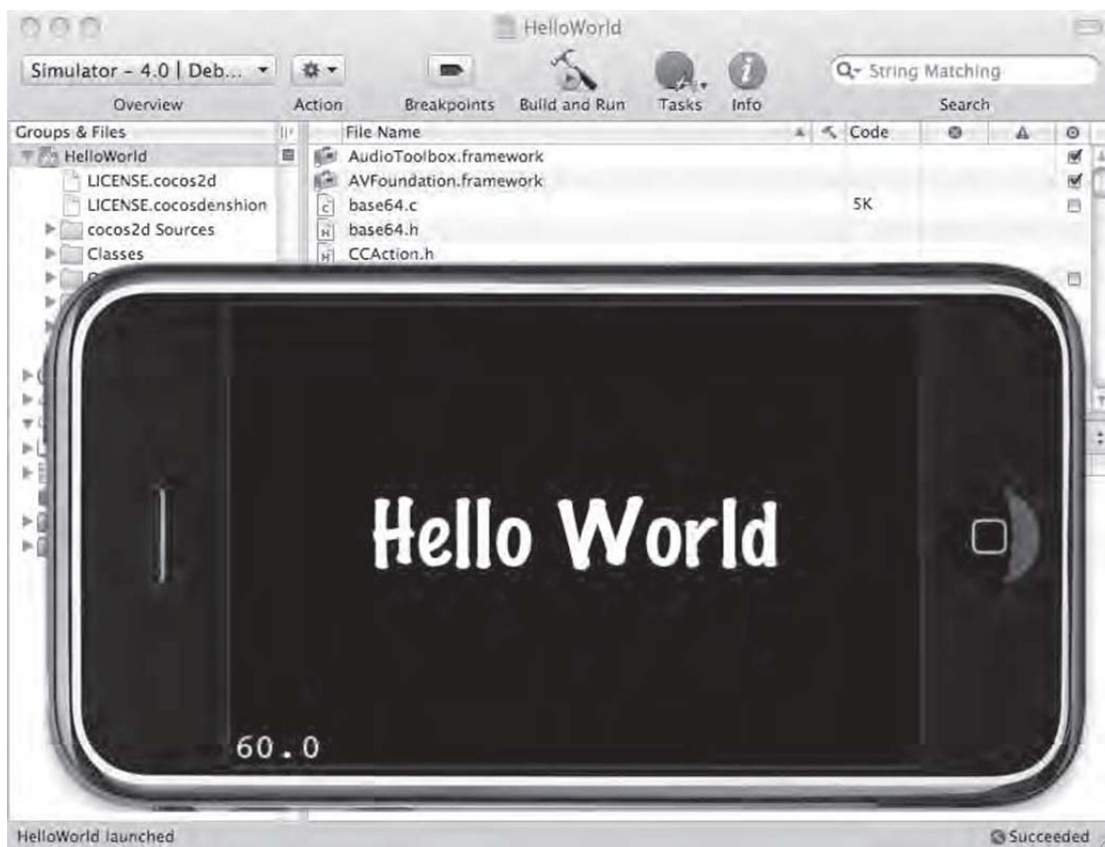 HelloWorld
Simulator – 4.0 | Deb...
String Matching
Overview
Action
Breakpoints
Build and Run
Tasks
Info
Search
Groups & Files
File Name
Code
HelloWorld
AudioToolbox.framework
LICENSE.cocos2d
AVFoundation.framework
LICENSE.cocosdenshion
base64.c
5K
cocos2d Sources
base64.h
Classes
CCAction.h
Hello World
60.0
HelloWorld launched
Succeeded